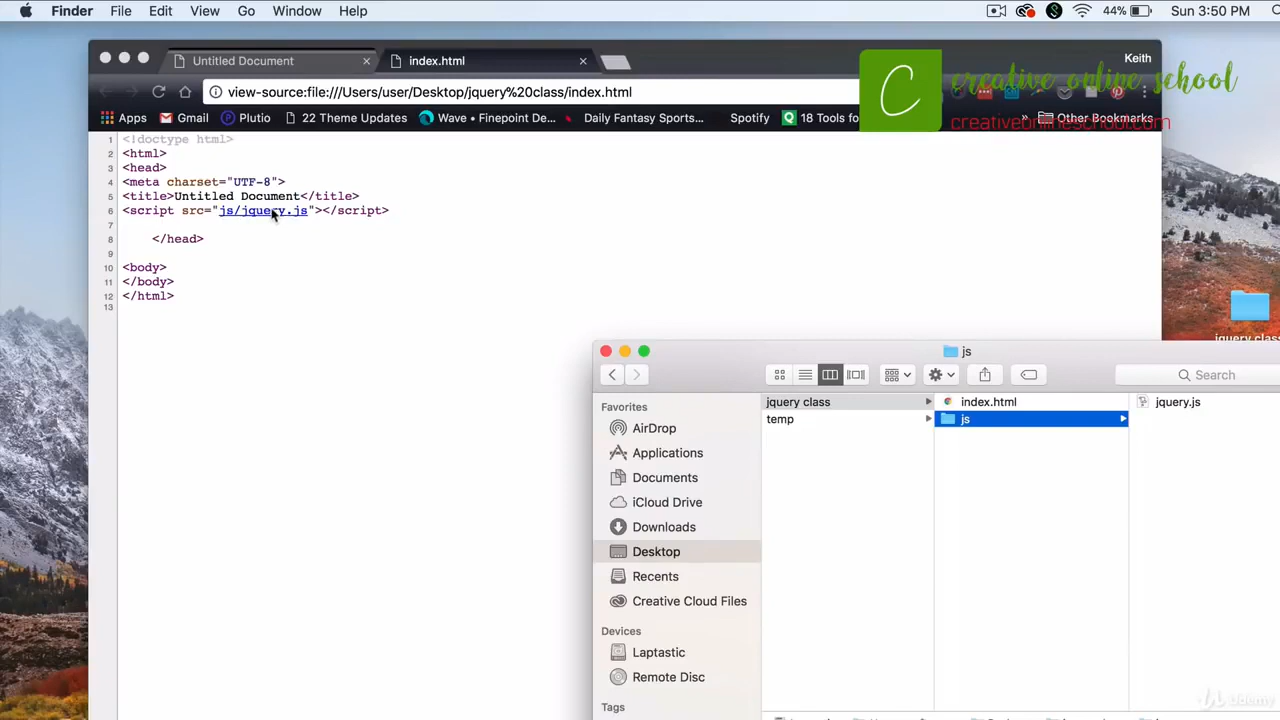 Finder File Edit View Go Window Help 44% Sun 3:50 PM
Untitled Document × index.html × Keith
view-source:file:///Users/user/Desktop/jquery%20class/index.html
C creative online school
creativeonlineschool.com
Apps Gmail Plutio 22 Theme Updates Wave • Finepoint De... Daily Fantasy Sports... Spotify 18 Tools fo » Other Bookmarks
1 <!doctype html>
2 <html>
3 <head>
4 <meta charset="UTF-8">
5 <title>Untitled Document</title>
6 <script src="js/jquery.js"></script>
7
8 </head>
9
10 <body>
11 </body>
12 </html>
13
jquery class
js
Search
Favorites
AirDrop
Applications
Documents
iCloud Drive
Downloads
Desktop
Recents
Creative Cloud Files
Devices
Laptastic
Remote Disc
Tags
jquery class index.html jquery.js
temp js
ûdemy